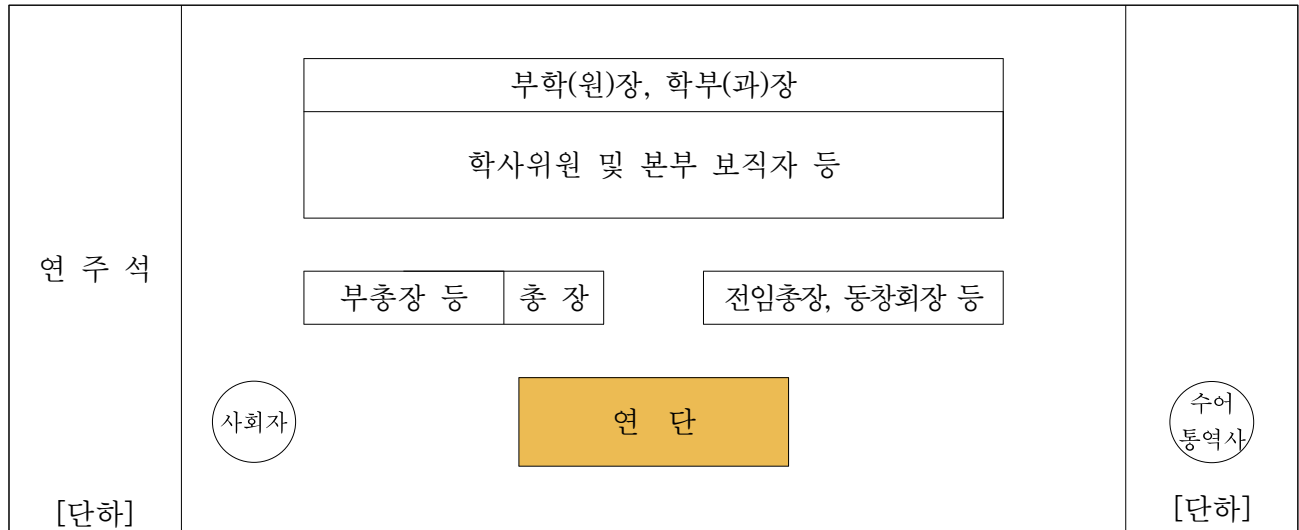 부학(원)장, 학부(과)장
학사위원 및 본부 보직자 등
연 주 석
부총장 등
총 장
전임총장, 동창회장 등
사회자
연 단
수어
통역사
[단하]
[단하]